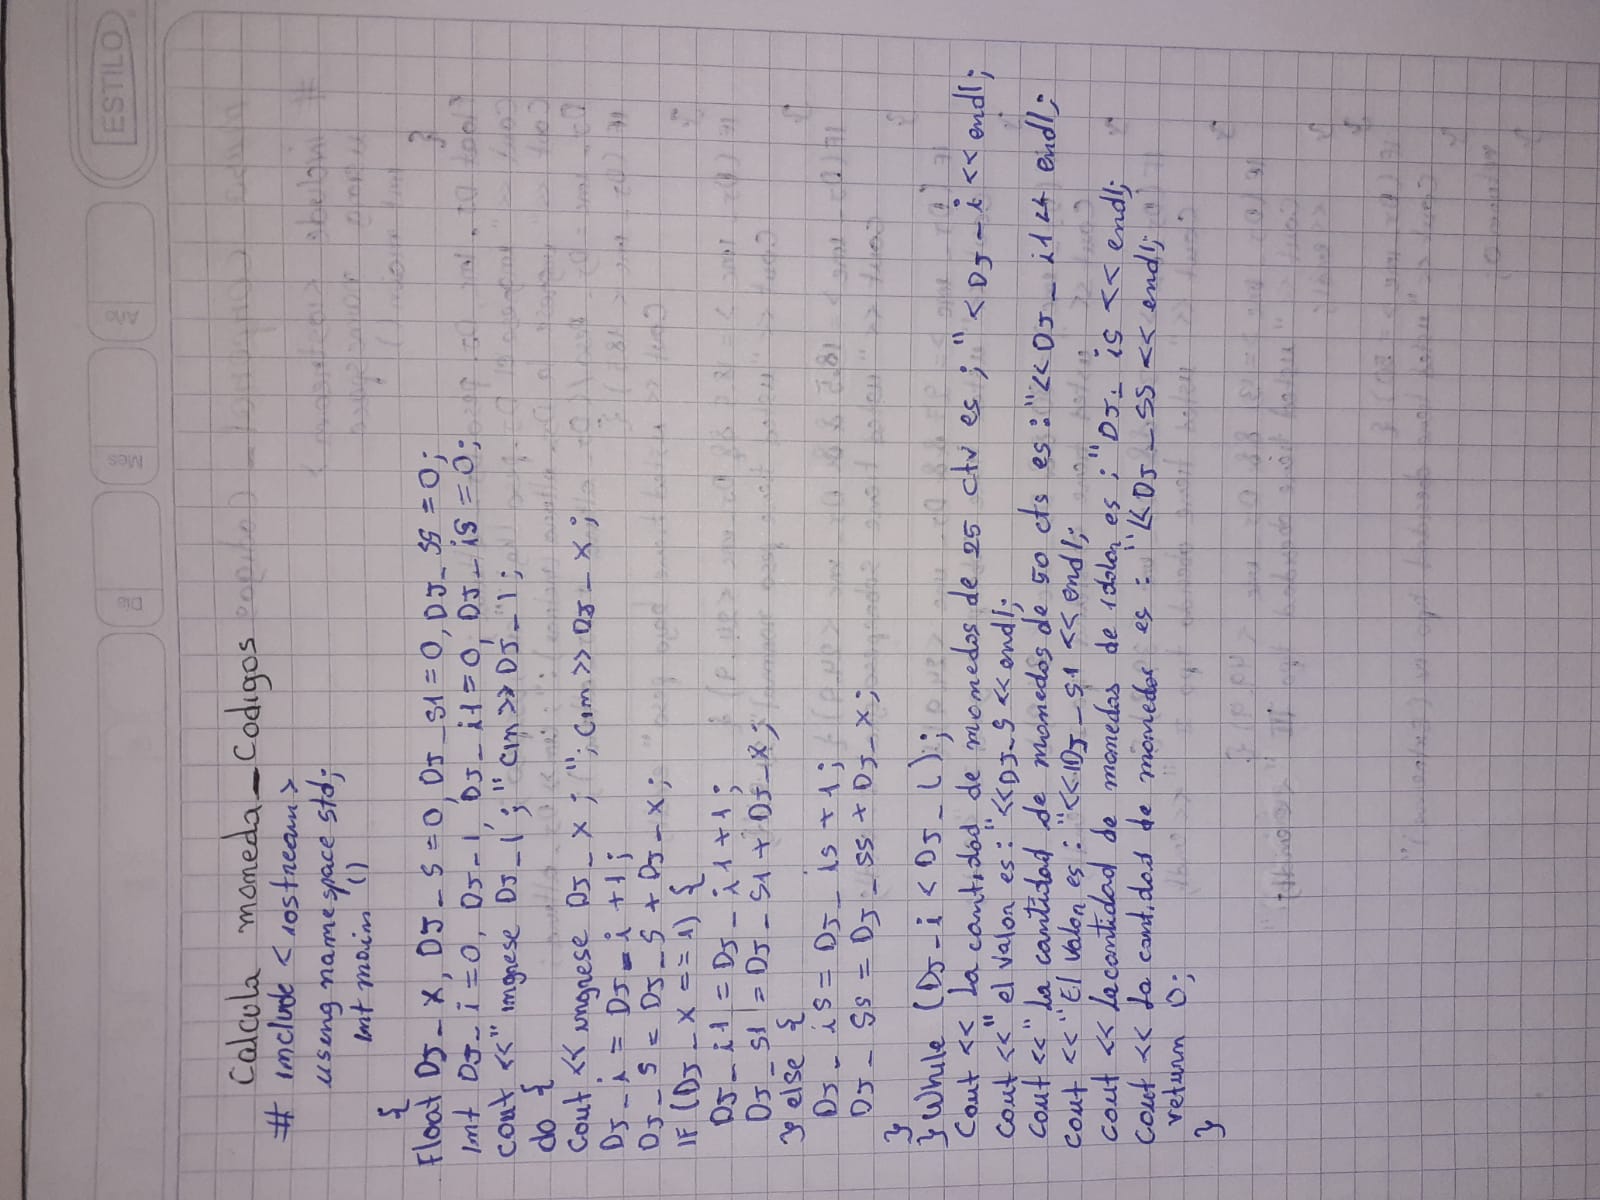 Dia
Mes
Año
ESTILO
Calcula moneda_Codigos
# include <iostream>
using namespace std;
Int main ()
{
Float DJ_x, DJ_s=0, DJ_s1=0, DJ_ss=0;
Int DJ_i=0, DJ-1, DJ_i1=0, DJ_is=0;
cout <<" ingrese DJ_1 ; " cin >> DJ_1;
do {
cout << ingrese DJ_x ; "; cin >> DJ_x;
DJ_i = DJ_i +1;
DJ_s = DJ_s + DJ_x;
IF (DJ_x ==1) {
DJ_i1 = DJ_i1+1;
DJ_s1 = DJ_s1 + DJ_x;
} else {
DJ_is = DJ_is +1;
DJ_Ss = DJ_ss + DJ_x;
}
} While (DJ_i < DJ_l);
Cout << La cantidad de monedas de 25 ctv es ; " < DJ_i << endl;
cout <<" el valor es : "<< DJ_s << endl;
cout <<" La cantidad de monedas de 50 cts es : "<< DJ_i1 << endl;
cout <<" El valor es : "<< DJ_s1 << endl;
cout << La cantidad de monedas de 1 dolar es ; " DJ_is << endl;
cout << La cantidad de monedas es : "<< DJ_ss << endl;
return 0;
}